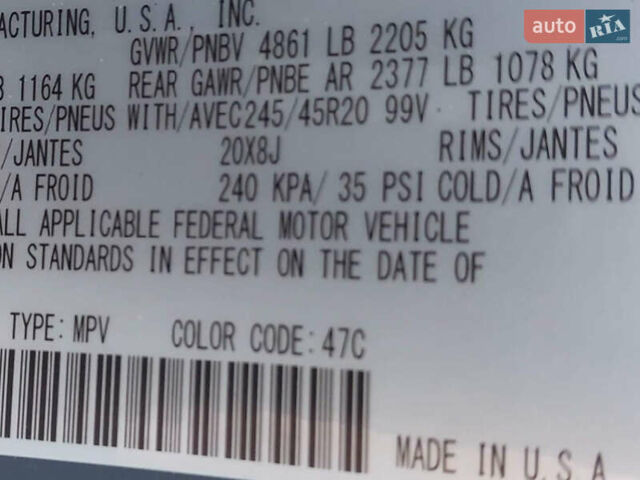 ACTURING, U.S.A., INC.
GVWR/PNBV 4861 LB 2205 KG
1164 KG REAR GAWR/PNBE AR 2377 LB 1078 KG
IRES/PNEUS WITH/AVEC245/45R20 99V TIRES/PNEUS
/JANTES 20X8J RIMS/JANTES
/A FROID 240 KPA/ 35 PSI COLD/A FROID
ALL APPLICABLE FEDERAL MOTOR VEHICLE
ON STANDARDS IN EFFECT ON THE DATE OF
TYPE: MPV COLOR CODE: 47C
MADE IN U.S.A
auto RIA .com